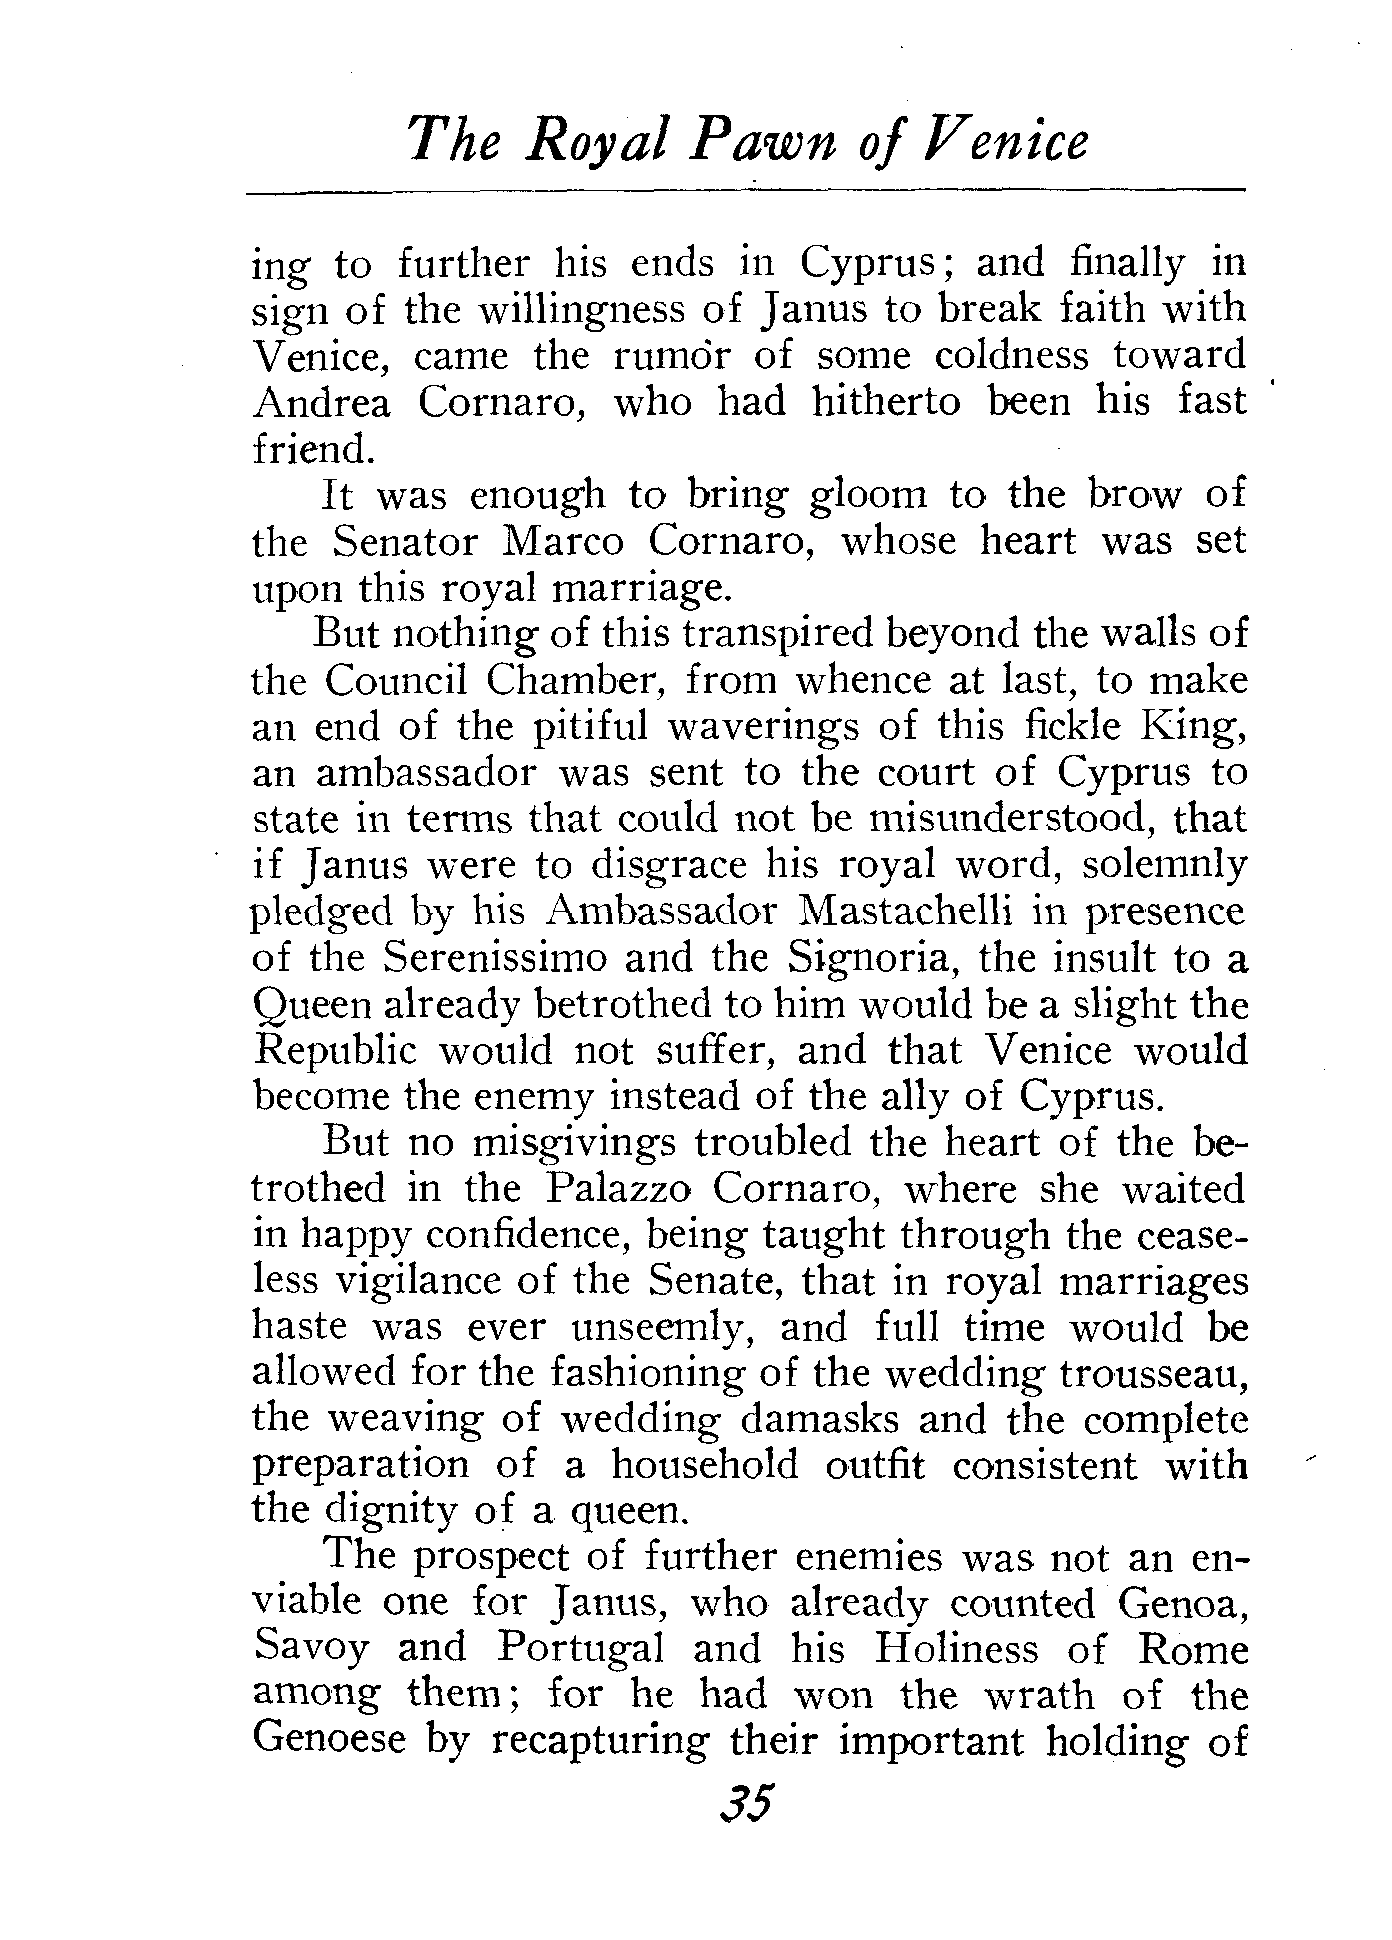 The Royal Pawn of Venice
ing to further his ends in Cyprus; and finally in
sign of the willingness of Janus to break faith with
Venice, came the rumor of some coldness toward
Andrea Cornaro, who had hitherto been his fast
friend.
It was enough to bring gloom to the brow of
the Senator Marco Cornaro, whose heart was set
upon this royal marriage.
But nothing of this transpired beyond the walls of
the Council Chamber, from whence at last, to make
an end of the pitiful waverings of this fickle King,
an ambassador was sent to the court of Cyprus to
state in terms that could not be misunderstood, that
if Janus were to disgrace his royal word, solemnly
pledged by his Ambassador Mastachelli in presence
of the Serenissimo and the Signoria, the insult to a
Queen already betrothed to him would be a slight the
Republic would not suffer, and that Venice would
become the enemy instead of the ally of Cyprus.
But no misgivings troubled the heart of the be-
trothed in the Palazzo Cornaro, where she waited
in happy confidence, being taught through the cease-
less vigilance of the Senate, that in royal marriages
haste was ever unseemly, and full time would be
allowed for the fashioning of the wedding trousseau,
the weaving of wedding damasks and the complete
preparation of a household outfit consistent with
the dignity of a queen.
The prospect of further enemies was not an en-
viable one for Janus, who already counted Genoa,
Savoy and Portugal and his Holiness of Rome
among them; for he had won the wrath of the
Genoese by recapturing their important holding of
35